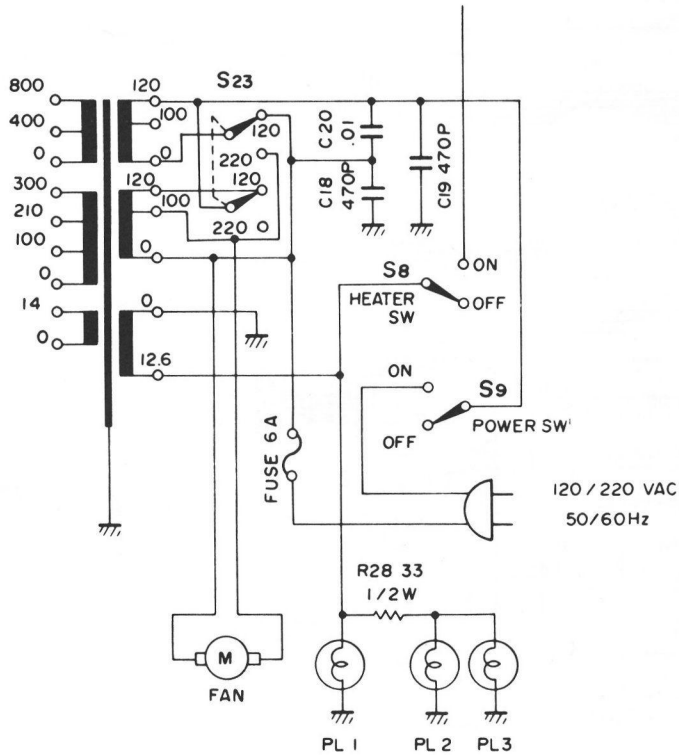 800
400
0
300
210
100
0
14
0
120
100
0
120
100
0
0
12.6
S23
120
220
120
220
C20
.01
C18
470P
C19 470P
S8
HEATER
SW
ON
OFF
ON
OFF
S9
POWER SW'
FUSE 6A
120/220 VAC
50/60Hz
R28 33
1/2W
M
FAN
PL 1
PL 2
PL3